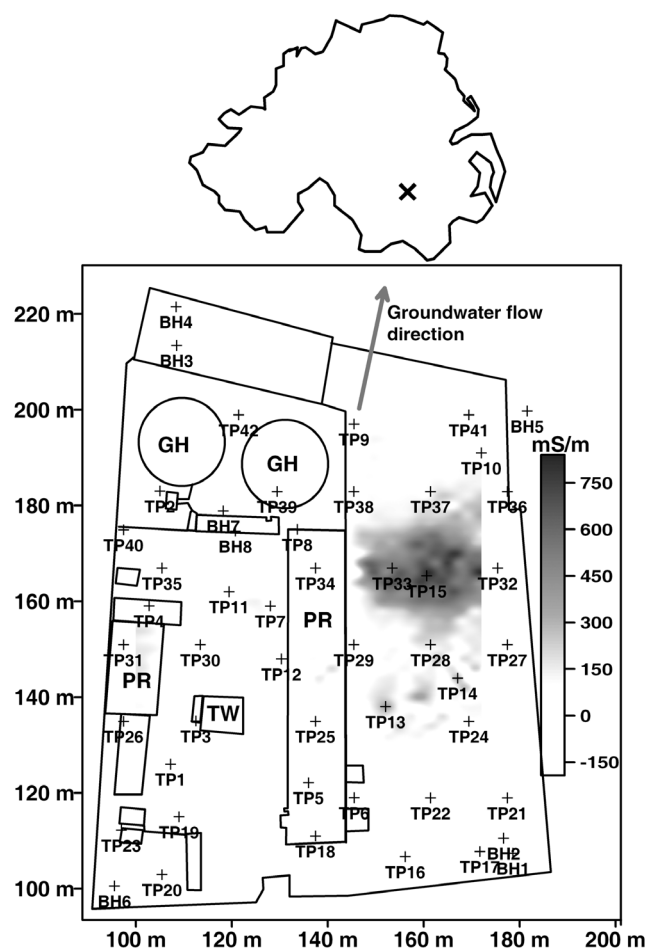 220 m
BH4
Groundwater flow
direction
BH3
200 m
TP42
TP9
TP41
BH5
GH
GH
mS/m
TP10
180 m
TP2
TP39
TP38
TP37
TP36
750
BH7
TP40
BH8
TP8
600
TP35
TP34
TP33
TP15
TP32
450
160 m
TP4
TP11
TP7
PR
300
TP31
TP30
TP12
TP29
TP28
TP27
150
PR
TP14
140 m
TW
TP13
0
TP26
TP3
TP25
TP24
-150
TP1
120 m
TP5
TP6
TP22
TP21
TP19
TP23
TP18
BH2
TP16
TP17
BH1
100 m
TP20
BH6
100 m
120 m
140 m
160 m
180 m
200 m